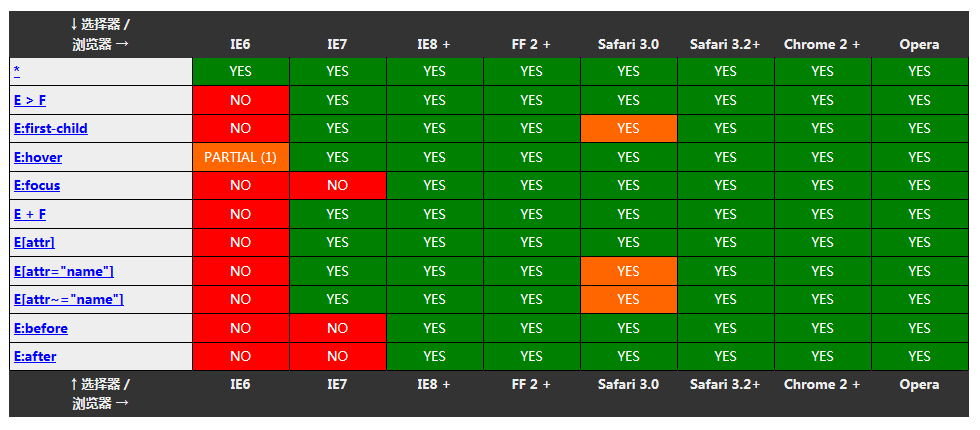 ↓选择器 /
浏览器 → IE6 IE7 IE8 + FF 2 + Safari 3.0 Safari 3.2+ Chrome 2 + Opera
* YES YES YES YES YES YES YES YES
E > F NO YES YES YES YES YES YES YES
E:first-child NO YES YES YES YES YES YES YES
E:hover PARTIAL (1) YES YES YES YES YES YES YES
E:focus NO NO YES YES YES YES YES YES
E + F NO YES YES YES YES YES YES YES
E[attr] NO YES YES YES YES YES YES YES
E[attr="name"] NO YES YES YES YES YES YES YES
E[attr~="name"] NO YES YES YES YES YES YES YES
E:before NO NO YES YES YES YES YES YES
E:after NO NO YES YES YES YES YES YES
↑选择器 / IE6 IE7 IE8 + FF 2 + Safari 3.0 Safari 3.2+ Chrome 2 + Opera
浏览器 →